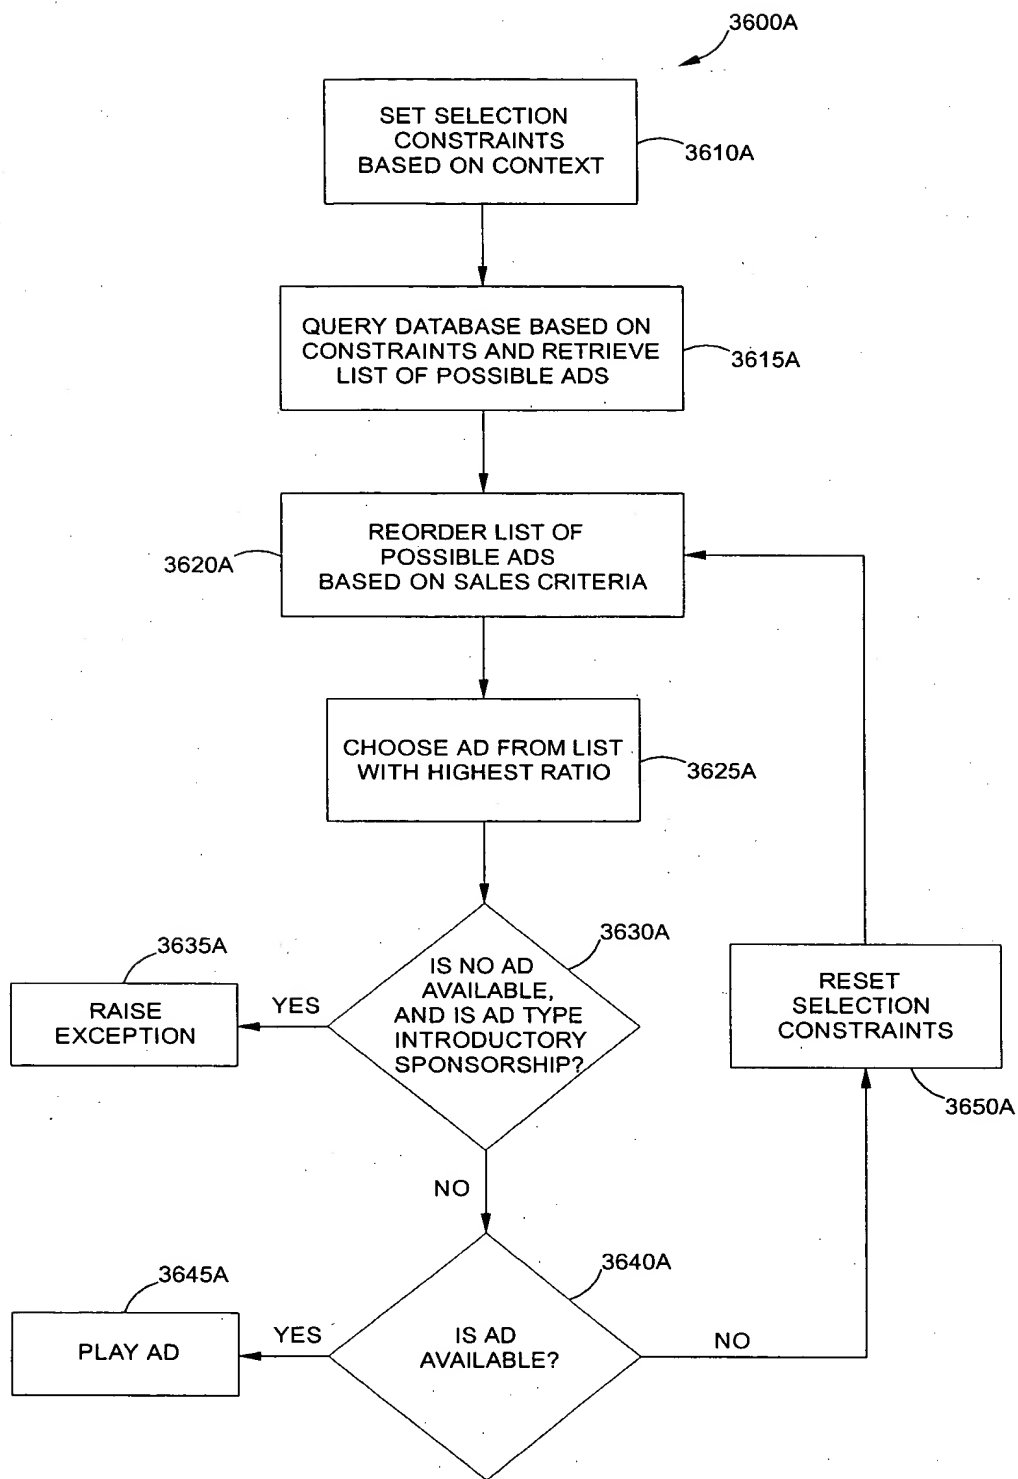 3600A
SET SELECTION
CONSTRAINTS
BASED ON CONTEXT
3610A
QUERY DATABASE BASED ON
CONSTRAINTS AND RETRIEVE
LIST OF POSSIBLE ADS
3615A
REORDER LIST OF
POSSIBLE ADS
BASED ON SALES CRITERIA
3620A
CHOOSE AD FROM LIST
WITH HIGHEST RATIO
3625A
IS NO AD
AVAILABLE,
AND IS AD TYPE
INTRODUCTORY
SPONSORSHIP?
3630A
YES
3635A
RAISE
EXCEPTION
RESET
SELECTION
CONSTRAINTS
3650A
NO
IS AD
AVAILABLE?
3640A
YES
3645A
PLAY AD
NO